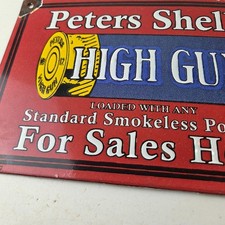 Peters Shel
HIGH GU
LOADED WITH ANY
Standard Smokeless Po
For Sales H